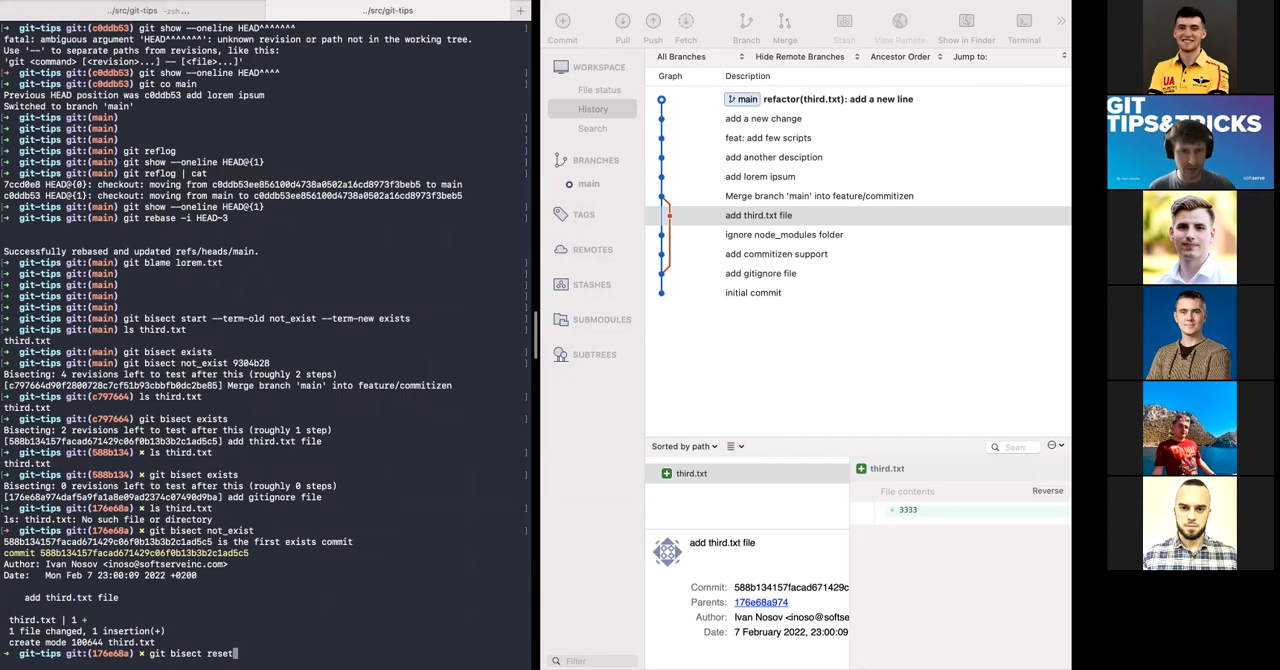 ../src/git-tips -zsh ...
../src/git-tips
+
[➜ git-tips git:(c0ddb53) git show --oneline HEAD^^^^^^^
fatal: ambiguous argument 'HEAD^^^^^^^': unknown revision or path not in the working tree.
Use '--' to separate paths from revisions, like this:
'git <command> [<revision>...] -- [<file>...]'
[➜ git-tips git:(c0ddb53) git show --oneline HEAD^^^^
[➜ git-tips git:(c0ddb53) git co main
Previous HEAD position was c0ddb53 add lorem ipsum
Switched to branch 'main'
[➜ git-tips git:(main)
[➜ git-tips git:(main)
[➜ git-tips git:(main)
[➜ git-tips git:(main) git reflog
[➜ git-tips git:(main) git show --oneline HEAD@{1}
[➜ git-tips git:(main) git reflog | cat
7ccd0e8 HEAD@{0}: checkout: moving from c0ddb53ee856100d4738a0502a16cd8973f3beb5 to main
c0ddb53 HEAD@{1}: checkout: moving from main to c0ddb53ee856100d4738a0502a16cd8973f3beb5
[➜ git-tips git:(main) git show --oneline HEAD@{1}
[➜ git-tips git:(main) git rebase -i HEAD~3
Successfully rebased and updated refs/heads/main.
[➜ git-tips git:(main) git blame lorem.txt
[➜ git-tips git:(main)
[➜ git-tips git:(main)
[➜ git-tips git:(main)
[➜ git-tips git:(main)
[➜ git-tips git:(main) git bisect start --term-old not_exist --term-new exists
[➜ git-tips git:(main) ls third.txt
third.txt
[➜ git-tips git:(main) git bisect exists
[➜ git-tips git:(main) git bisect not_exist 9304b28
Bisecting: 4 revisions left to test after this (roughly 2 steps)
[c797664d90f2800728c7cf51b93cbbfb0dc2be85] Merge branch 'main' into feature/commitizen
[➜ git-tips git:(c797664) ls third.txt
third.txt
[➜ git-tips git:(c797664) git bisect exists
Bisecting: 2 revisions left to test after this (roughly 1 step)
[588b134157facad671429c06f0b13b3b2c1ad5c5] add third.txt file
[➜ git-tips git:(588b134) × ls third.txt
third.txt
[➜ git-tips git:(588b134) × git bisect exists
Bisecting: 0 revisions left to test after this (roughly 0 steps)
[176e68a974daf5a9fa1a8e09ad2374c07490d9ba] add gitignore file
[➜ git-tips git:(176e68a) × ls third.txt
ls: third.txt: No such file or directory
[➜ git-tips git:(176e68a) × git bisect not_exist
588b134157facad671429c06f0b13b3b2c1ad5c5 is the first exists commit
commit 588b134157facad671429c06f0b13b3b2c1ad5c5
Author: Ivan Nosov <inoso@softserveinc.com>
Date: Mon Feb 7 23:00:09 2022 +0200
add third.txt file
third.txt | 1 +
1 file changed, 1 insertion(+)
create mode 100644 third.txt
➜ git-tips git:(176e68a) × git bisect reset
Commit Pull Push Fetch Branch Merge Stash View Remote Show in Finder Terminal
All Branches Hide Remote Branches Ancestor Order Jump to:
WORKSPACE
File status
History
Search
BRANCHES
main
TAGS
REMOTES
STASHES
SUBMODULES
SUBTREES
Filter
Graph Description
main refactor(third.txt): add a new line
add a new change
feat: add few scripts
add another desciption
add lorem ipsum
Merge branch 'main' into feature/commitizen
add third.txt file
ignore node_modules folder
add commitizen support
add gitignore file
initial commit
Sorted by path
Searc
third.txt
third.txt
File contents Reverse
+ 3333
add third.txt file
Commit: 588b134157facad671429c
Parents: 176e68a974
Author: Ivan Nosov <inoso@softse
Date: 7 February 2022, 23:00:09
UA
GIT
TIPS&TRICKS
softserve